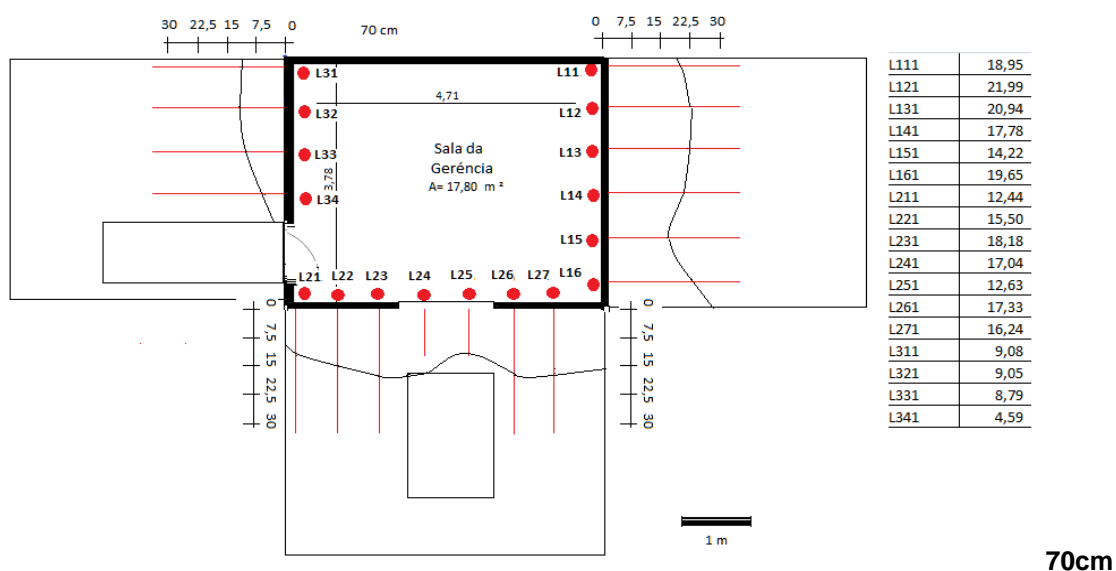 30 22,5 15 7,5 0
70 cm
0 7,5 15 22,5 30
L31
L11
L32
4,71
L12
L33
Sala da
L13
Geréncia
3,78
A= 17,80 m ²
L34
L14
L15
L21 L22 L23 L24 L25 L26 L27 L16
0 7,5 15 22,5 30
0 7,5 15 22,5 30
1 m
L111 18,95
L121 21,99
L131 20,94
L141 17,78
L151 14,22
L161 19,65
L211 12,44
L221 15,50
L231 18,18
L241 17,04
L251 12,63
L261 17,33
L271 16,24
L311 9,08
L321 9,05
L331 8,79
L341 4,59
70cm